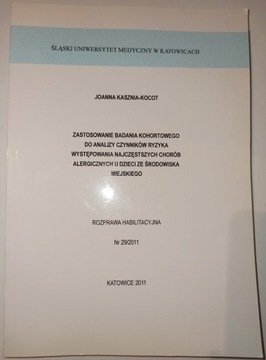 ŚLĄSKI UNIWERSYTET MEDYCZNY W KATOWICACH
JOANNA KASZNIA-KOCOT
ZASTOSOWANIE BADANIA KOHORTOWEGO
DO ANALIZY CZYNNIKÓW RYZYKA
WYSTĘPOWANIA NAJCZĘSTSZYCH CHORÓB
ALERGICZNYCH U DZIECI ZE ŚRODOWISKA
MIEJSKIEGO
ROZPRAWA HABILITACYJNA
Nr 29/2011
KATOWICE 2011